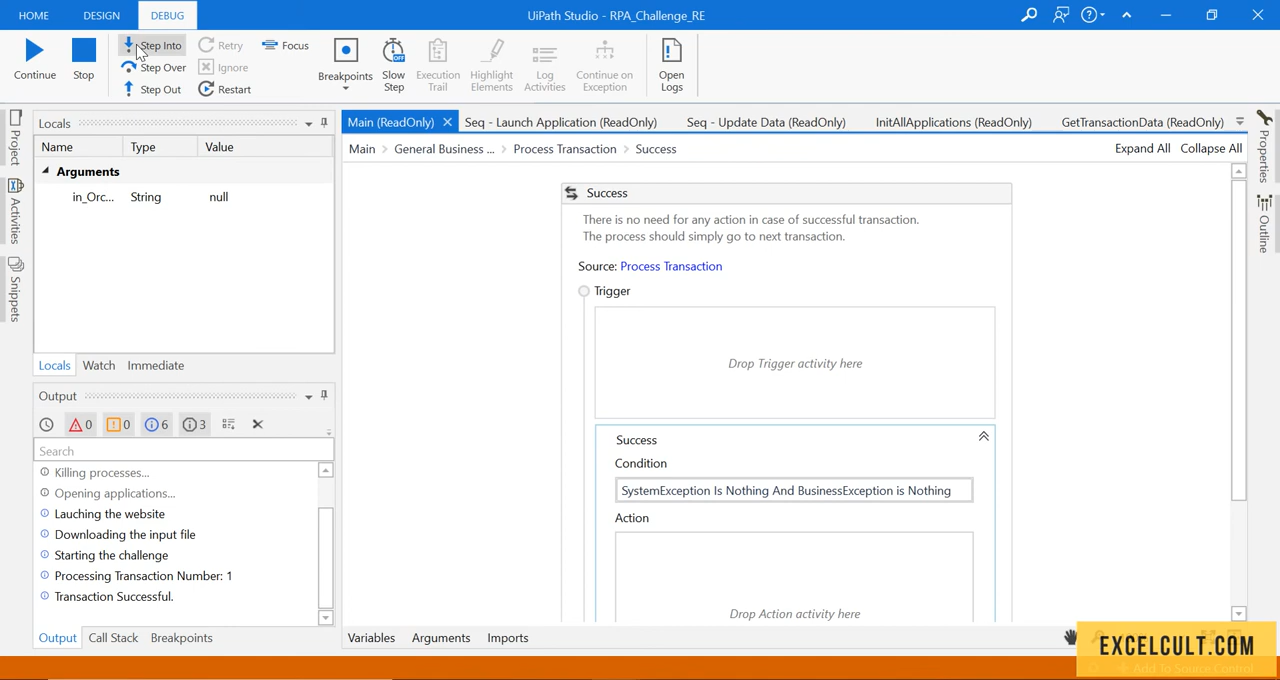 HOME DESIGN DEBUG UiPath Studio - RPA_Challenge_RE
Continue
Stop
Step Into
Step Over
Step Out
Retry
Ignore
Restart
Focus
Breakpoints
OFF
Slow
Step
Execution
Trail
Highlight
Elements
Log
Activities
Continue on
Exception
Open
Logs
Project
Activities
Snippets
Locals
Name Type Value
Arguments
in_Orc... String null
Locals Watch Immediate
Output
0 0 6 3
Search
Killing processes...
Opening applications...
Lauching the website
Downloading the input file
Starting the challenge
Processing Transaction Number: 1
Transaction Successful.
Output Call Stack Breakpoints
Main (ReadOnly) Seq - Launch Application (ReadOnly) Seq - Update Data (ReadOnly) InitAllApplications (ReadOnly) GetTransactionData (ReadOnly)
Main > General Business ... > Process Transaction > Success Expand All Collapse All
Success
There is no need for any action in case of successful transaction.
The process should simply go to next transaction.
Source: Process Transaction
Trigger
Drop Trigger activity here
Success
Condition
SystemException Is Nothing And BusinessException is Nothing
Action
Drop Action activity here
Variables Arguments Imports
Properties
Outline
EXCELCULT.COM
Add To Source Control